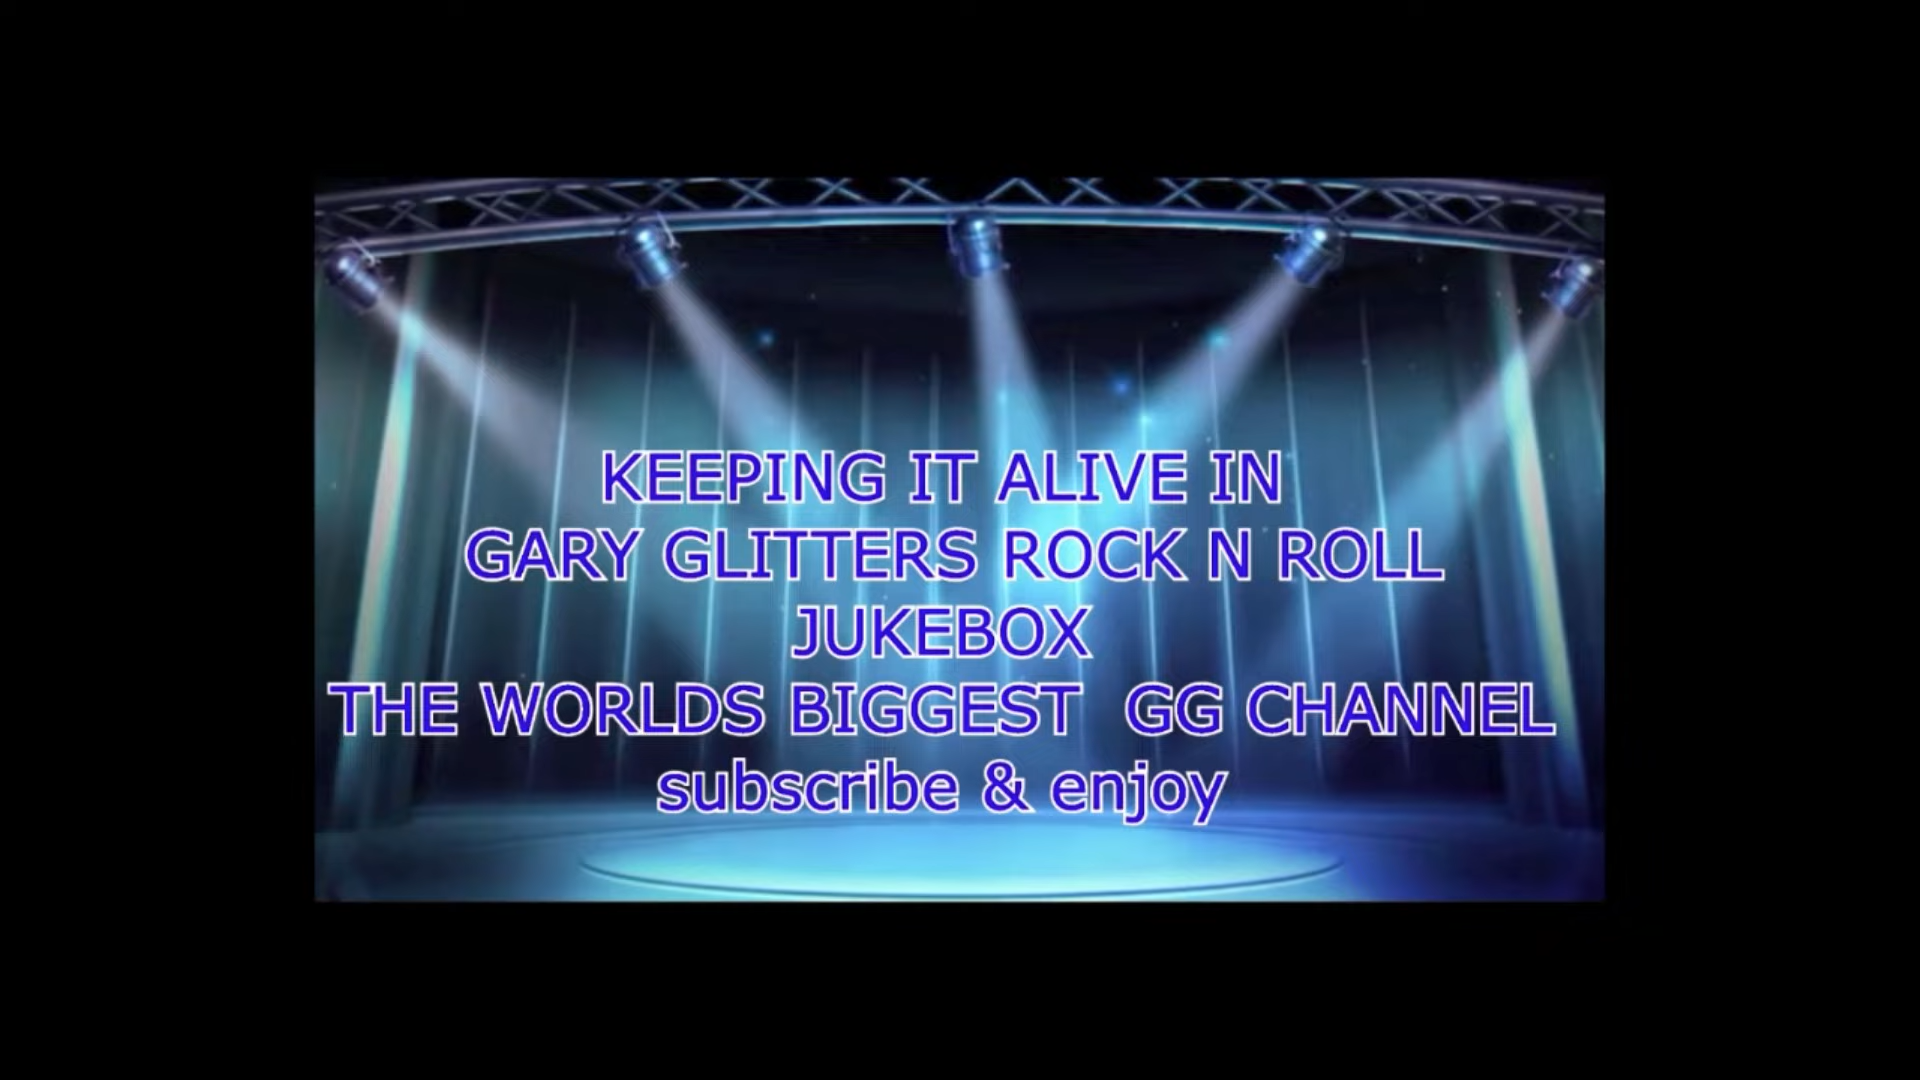 KEEPING IT ALIVE IN
GARY GLITTERS ROCK N ROLL
JUKEBOX
THE WORLDS BIGGEST  GG CHANNEL
subscribe & enjoy